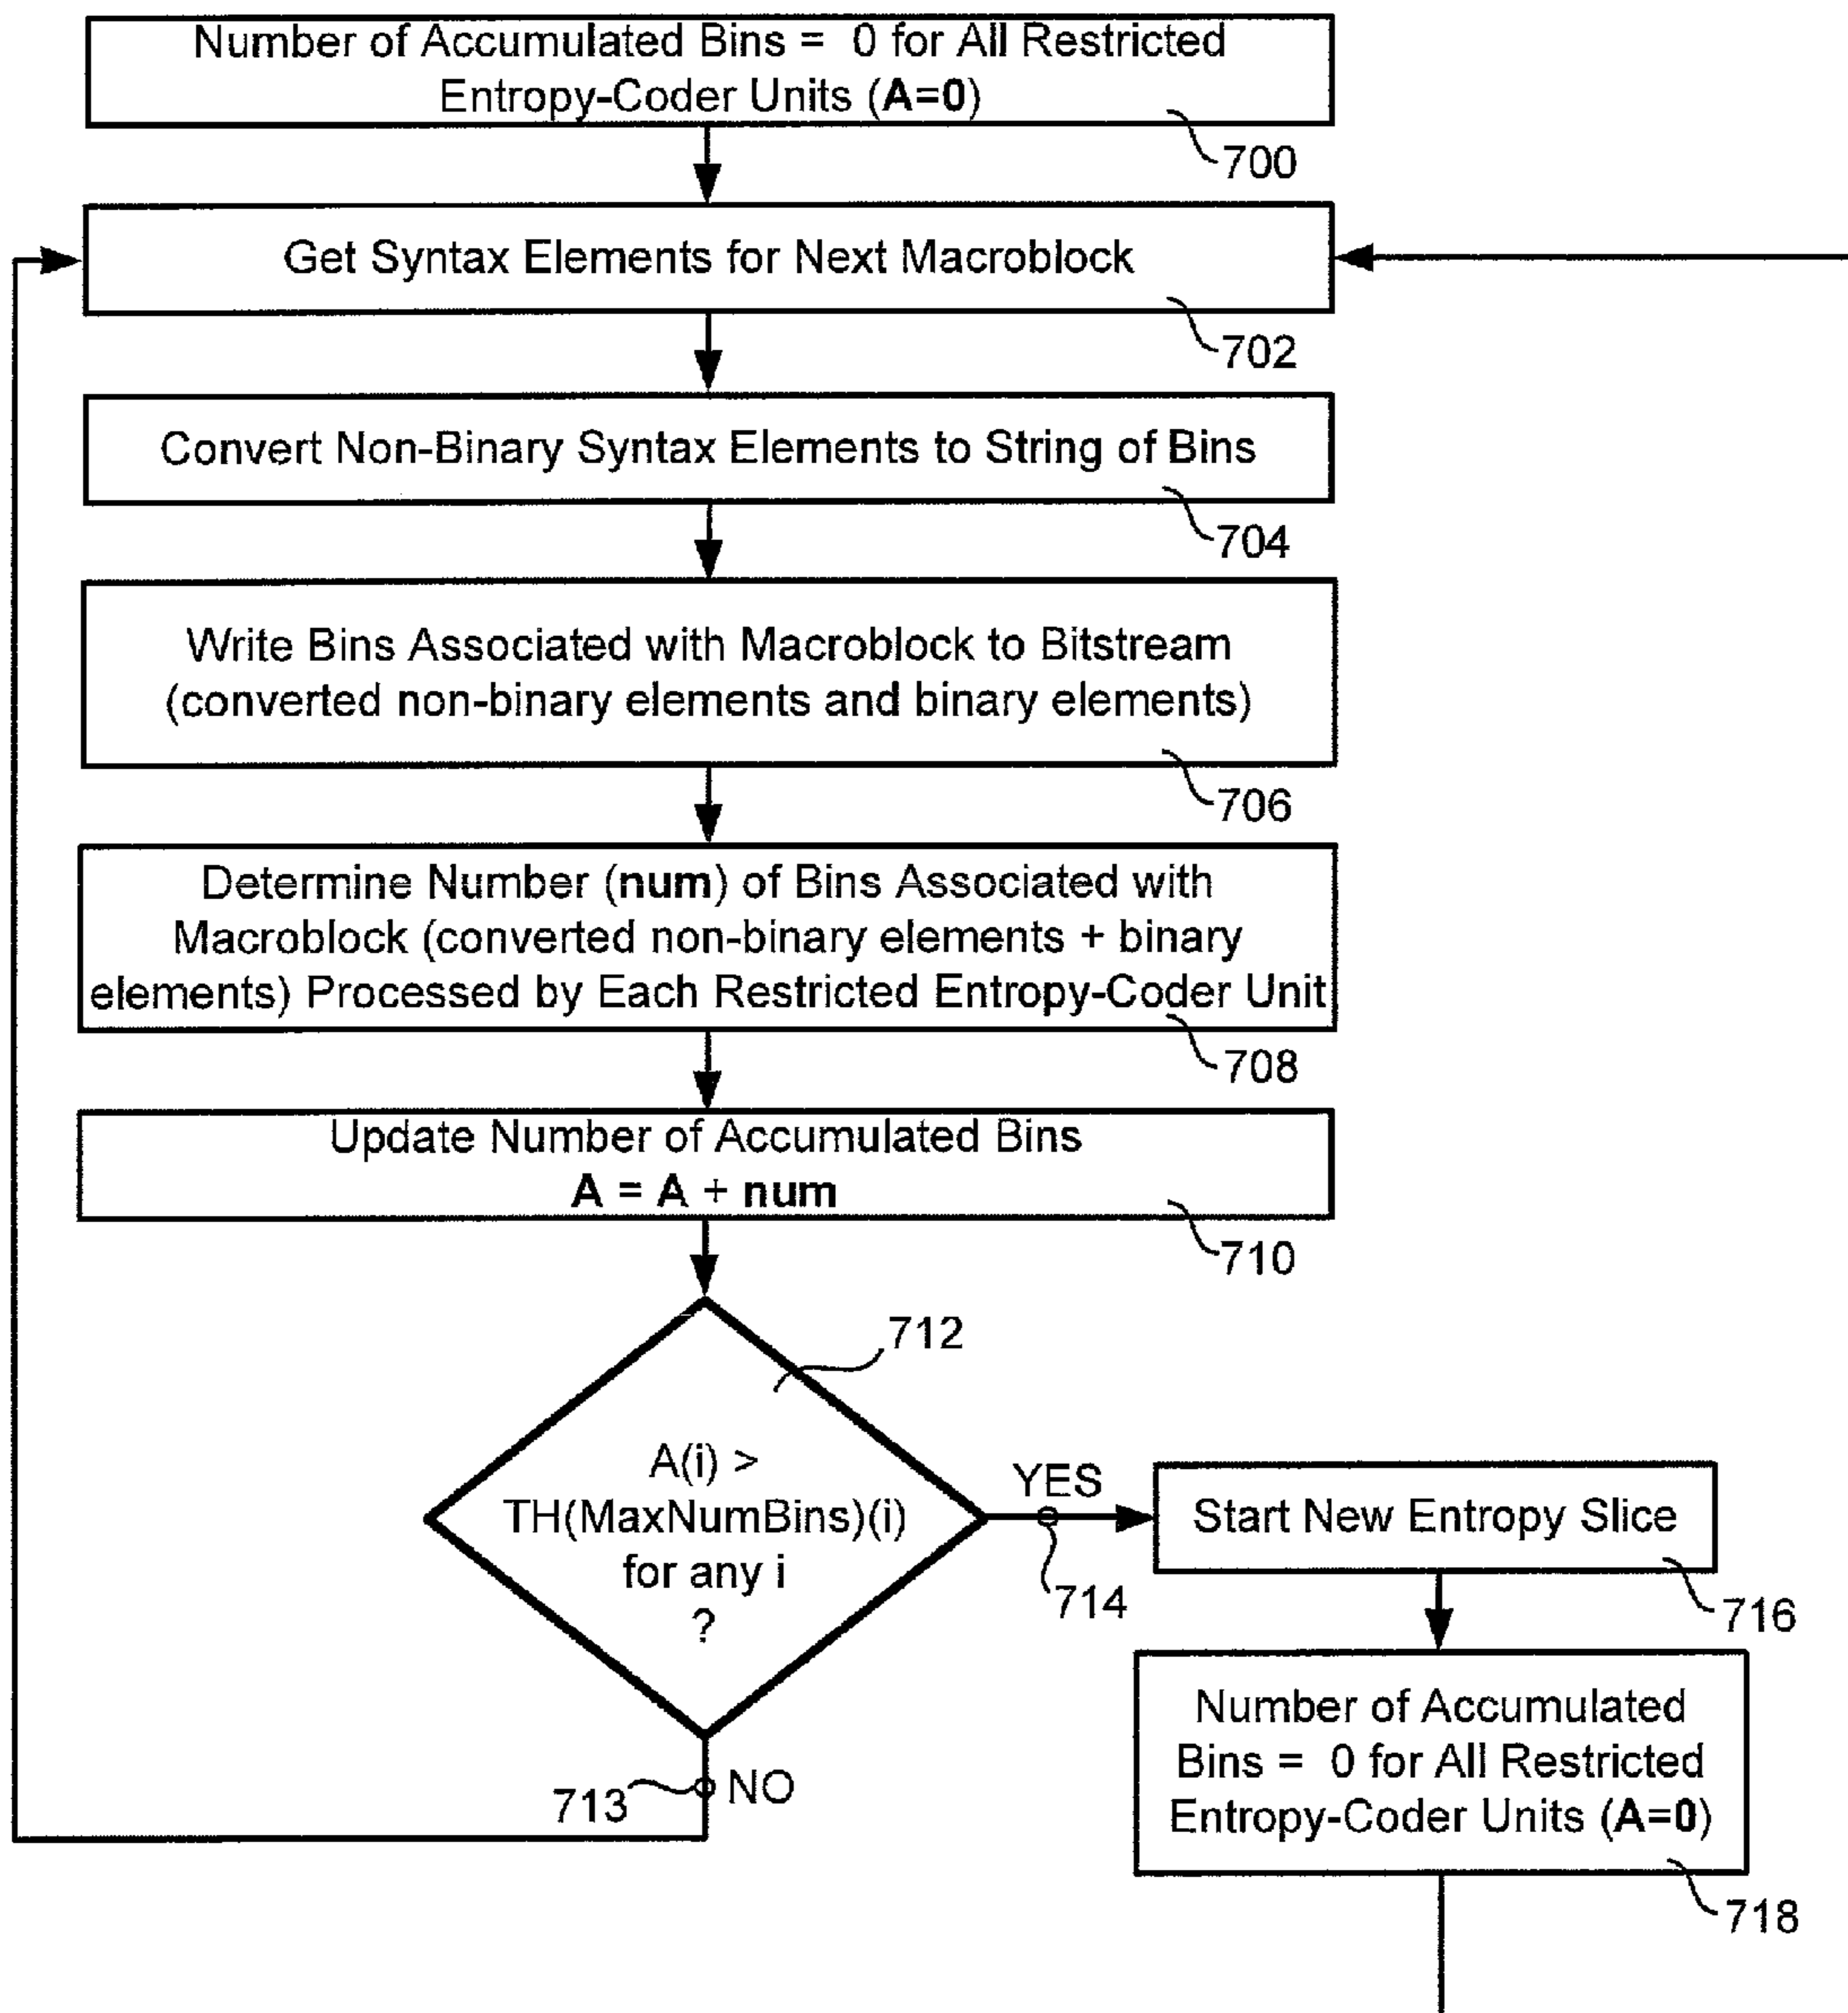 Number of Accumulated Bins = 0 for All Restricted
Entropy-Coder Units (A=0)
700
Get Syntax Elements for Next Macroblock
702
Convert Non-Binary Syntax Elements to String of Bins
704
Write Bins Associated with Macroblock to Bitstream
(converted non-binary elements and binary elements)
706
Determine Number (num) of Bins Associated with
Macroblock (converted non-binary elements + binary
elements) Processed by Each Restricted Entropy-Coder Unit
708
Update Number of Accumulated Bins
A = A + num
710
712
A(i) >
TH(MaxNumBins)(i)
for any i
?
YES
714
Start New Entropy Slice
716
713
NO
Number of Accumulated
Bins = 0 for All Restricted
Entropy-Coder Units (A=0)
718